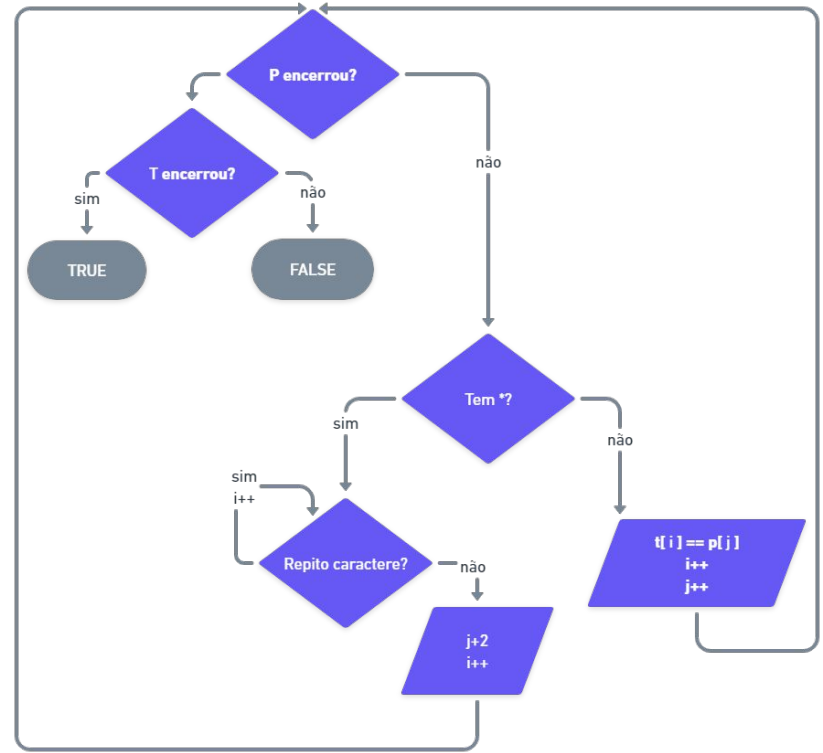 P encerrou?
T encerrou?
não
sim
não
TRUE
FALSE
Tem *?
sim
não
sim
i++
Repito caractere?
não
t[ i ] == p[ j ]
i++
j++
j+2
i++